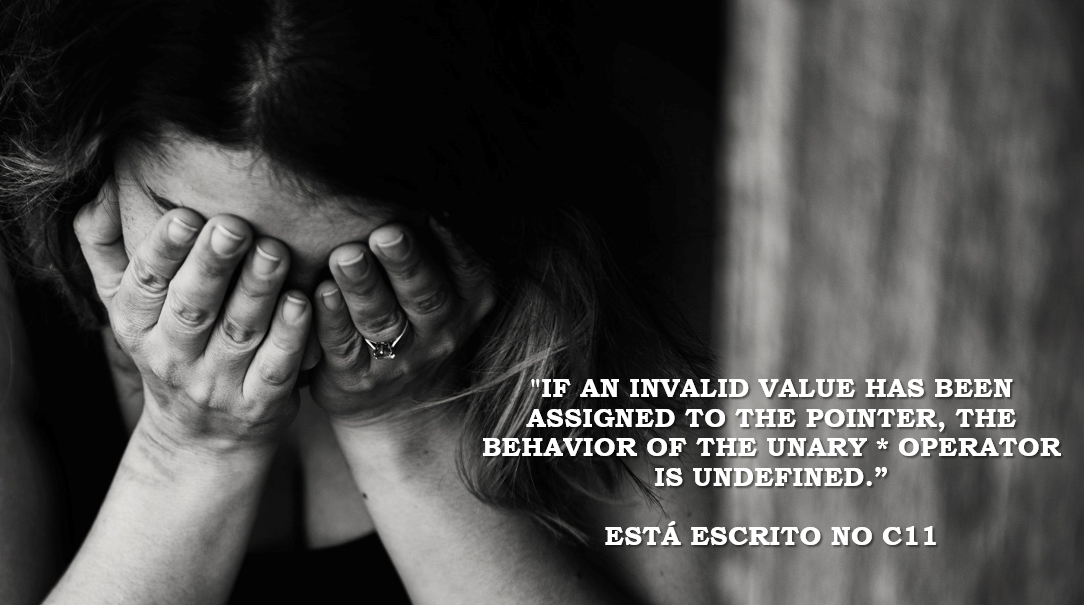 "IF AN INVALID VALUE HAS BEEN
ASSIGNED TO THE POINTER, THE
BEHAVIOR OF THE UNARY * OPERATOR
IS UNDEFINED.”
ESTÁ ESCRITO NO C11